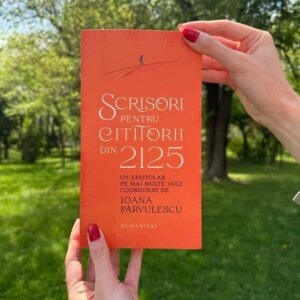 SCRISORI
PENTRU
CITITORII
DIN 2125
UN EPISTOLAR
PE MAI MULTE VOCI
COORDONAT DE
IOANA
PÂRVULESCU
HUMANITAS